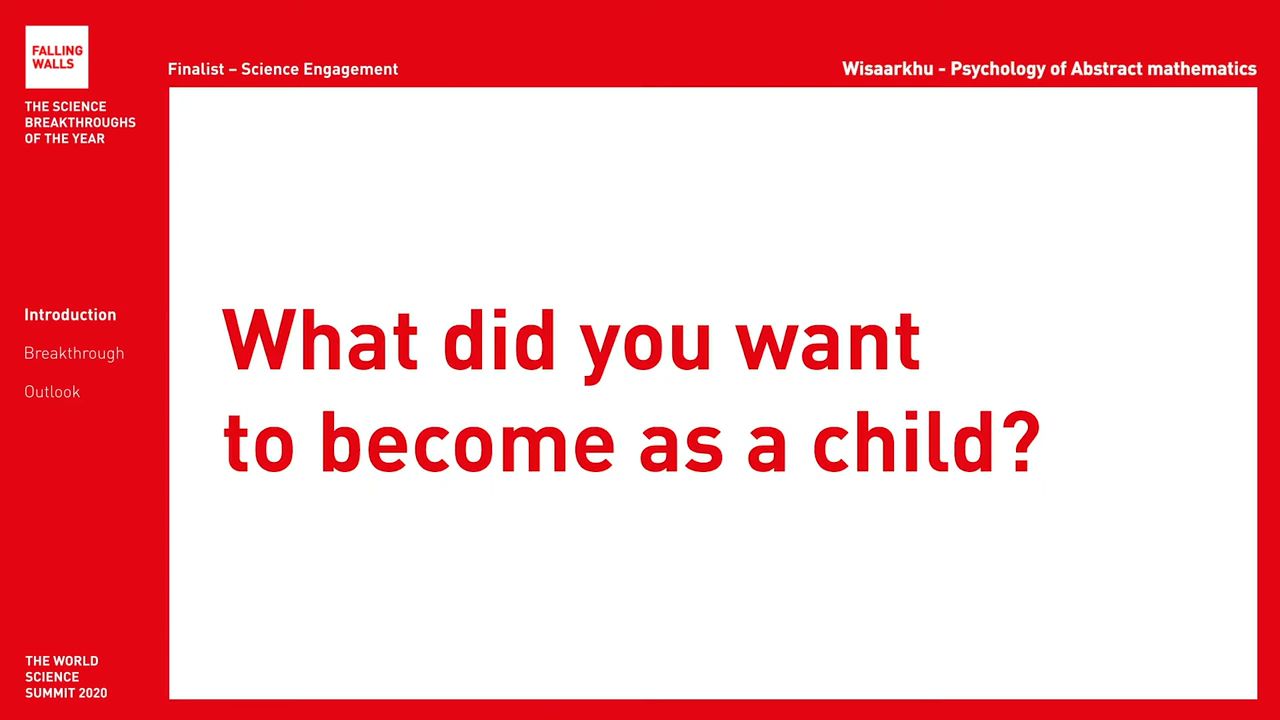 FALLING
WALLS
THE SCIENCE
BREAKTHROUGHS
OF THE YEAR
Finalist – Science Engagement
Wisaarkhu - Psychology of Abstract mathematics
Introduction
Breakthrough
Outlook
What did you want
to become as a child?
THE WORLD
SCIENCE
SUMMIT 2020